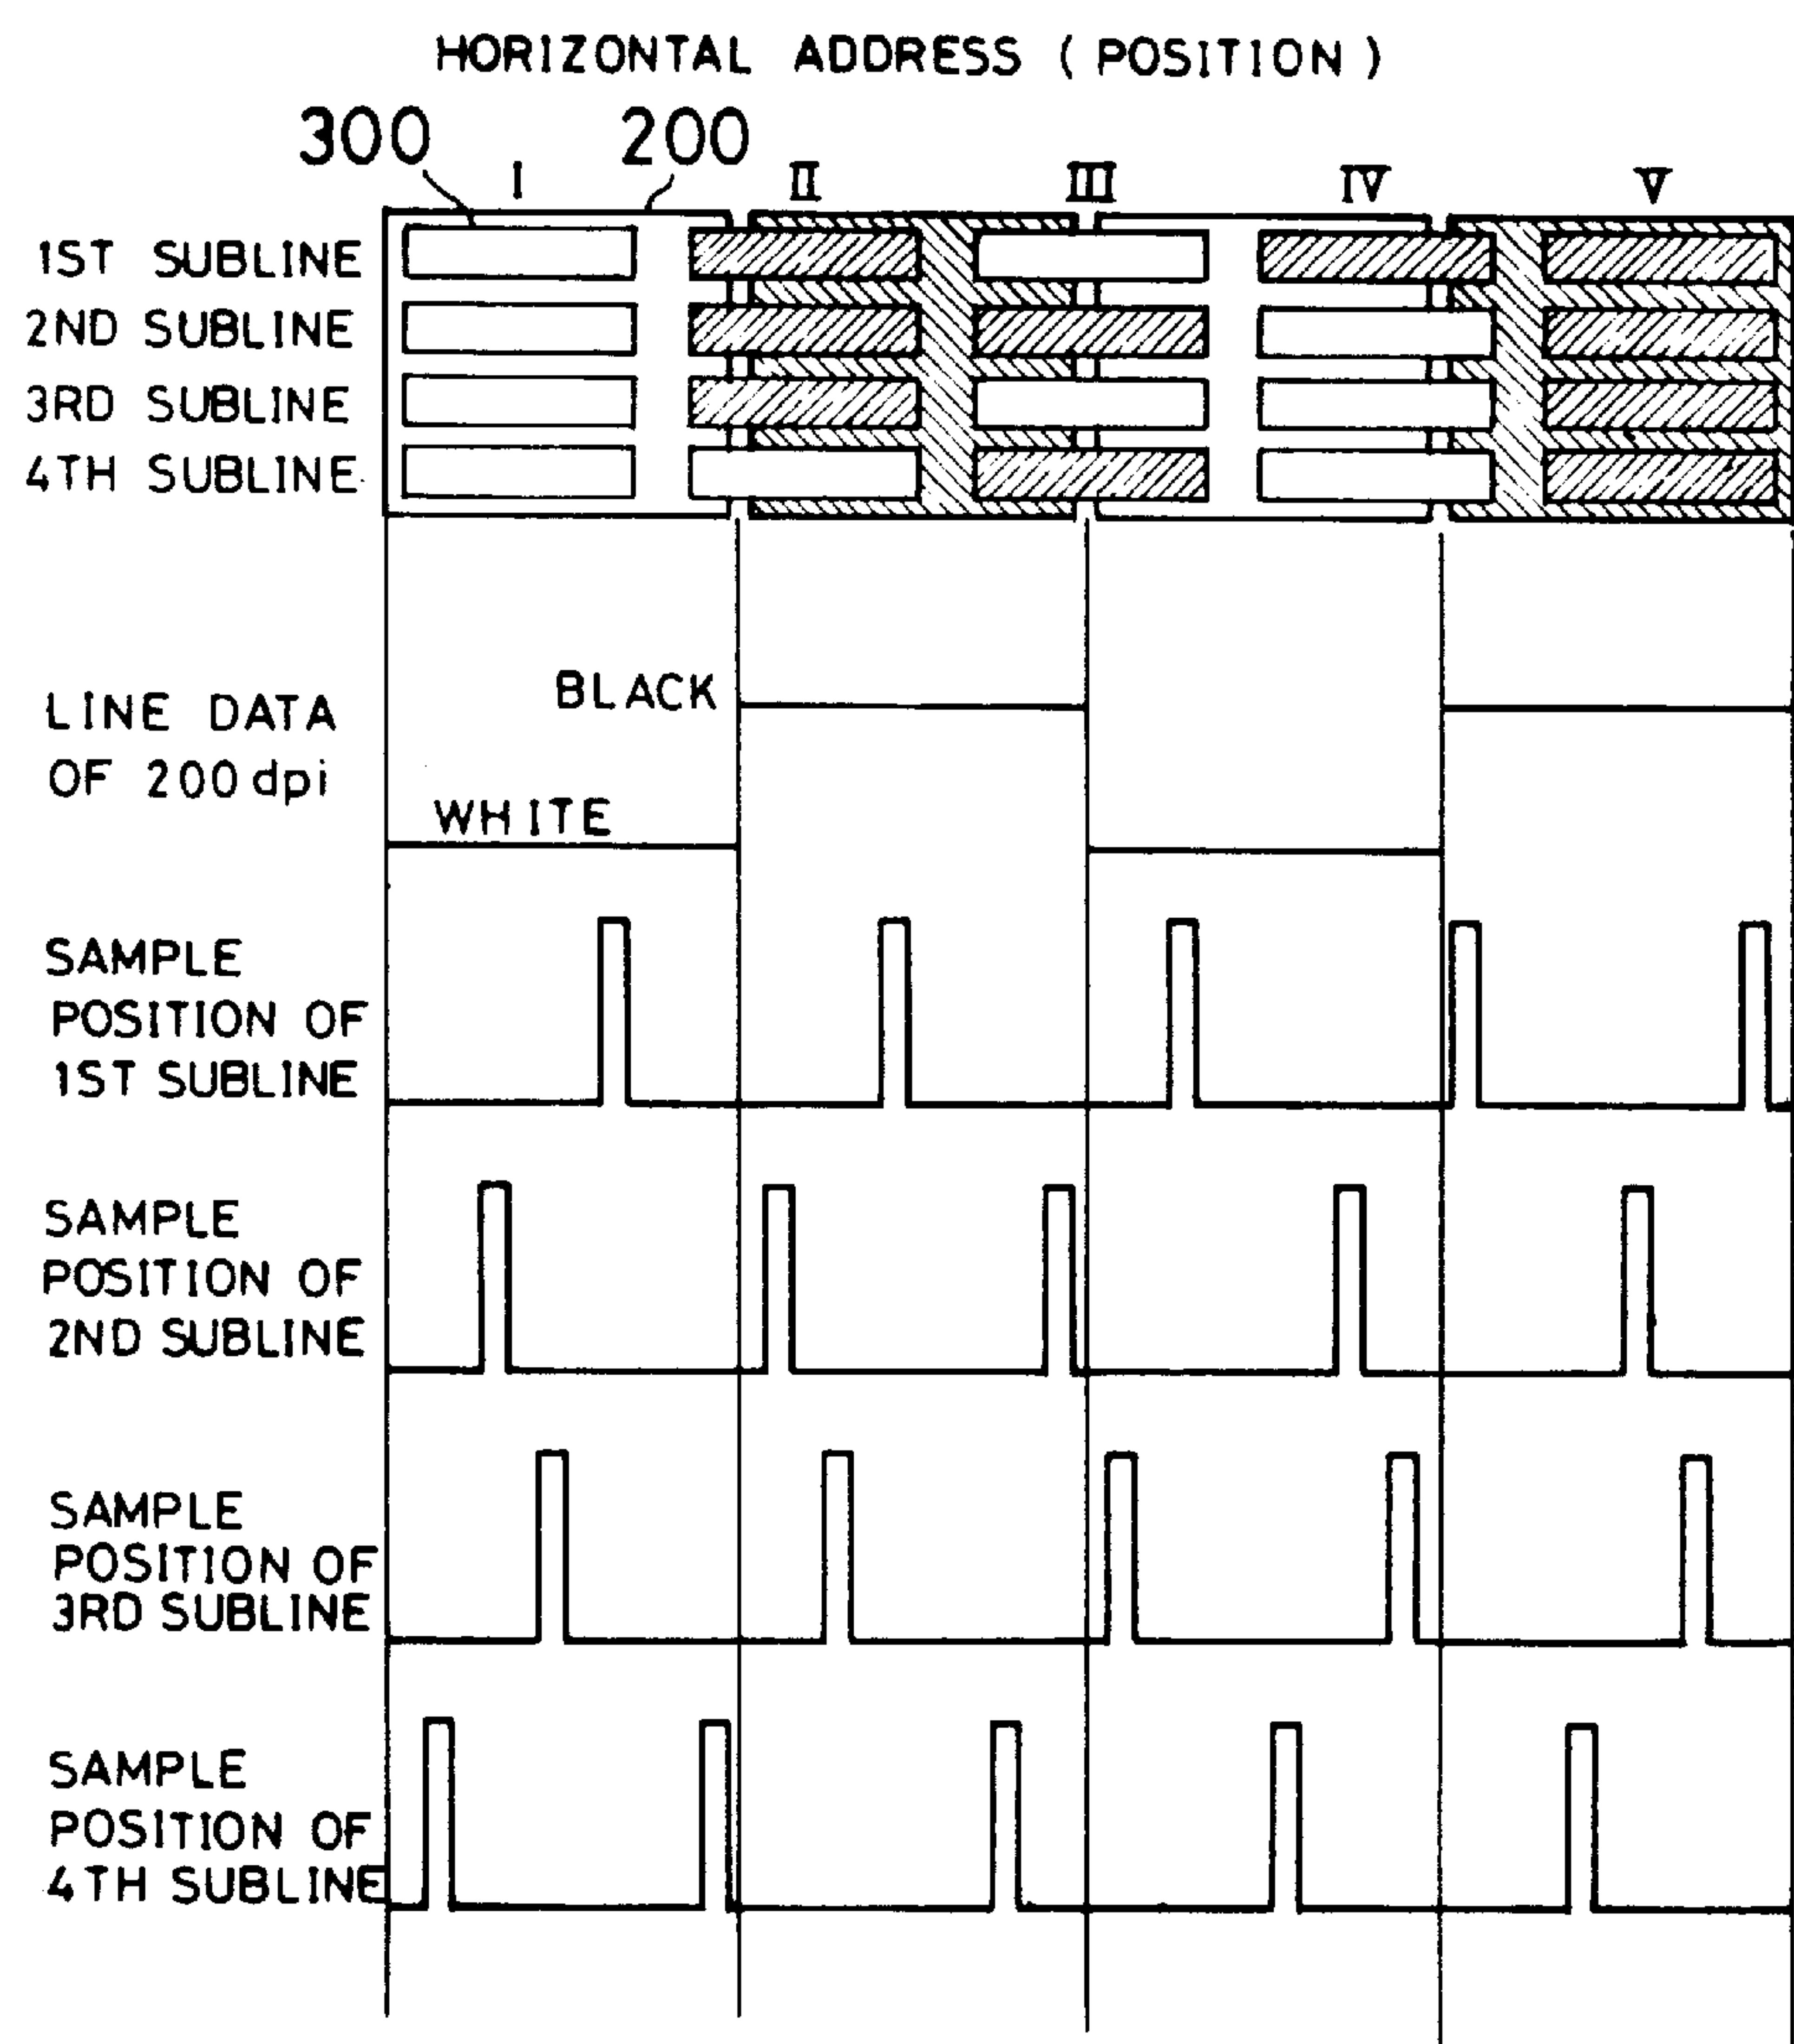 HORIZONTAL ADDRESS ( POSITION )
300 200
I II III IV V
1ST SUBLINE
2ND SUBLINE
3RD SUBLINE
4TH SUBLINE
BLACK
LINE DATA
OF 200 dpi
WHITE
SAMPLE
POSITION OF
1ST SUBLINE
SAMPLE
POSITION OF
2ND SUBLINE
SAMPLE
POSITION OF
3RD SUBLINE
SAMPLE
POSITION OF
4TH SUBLINE